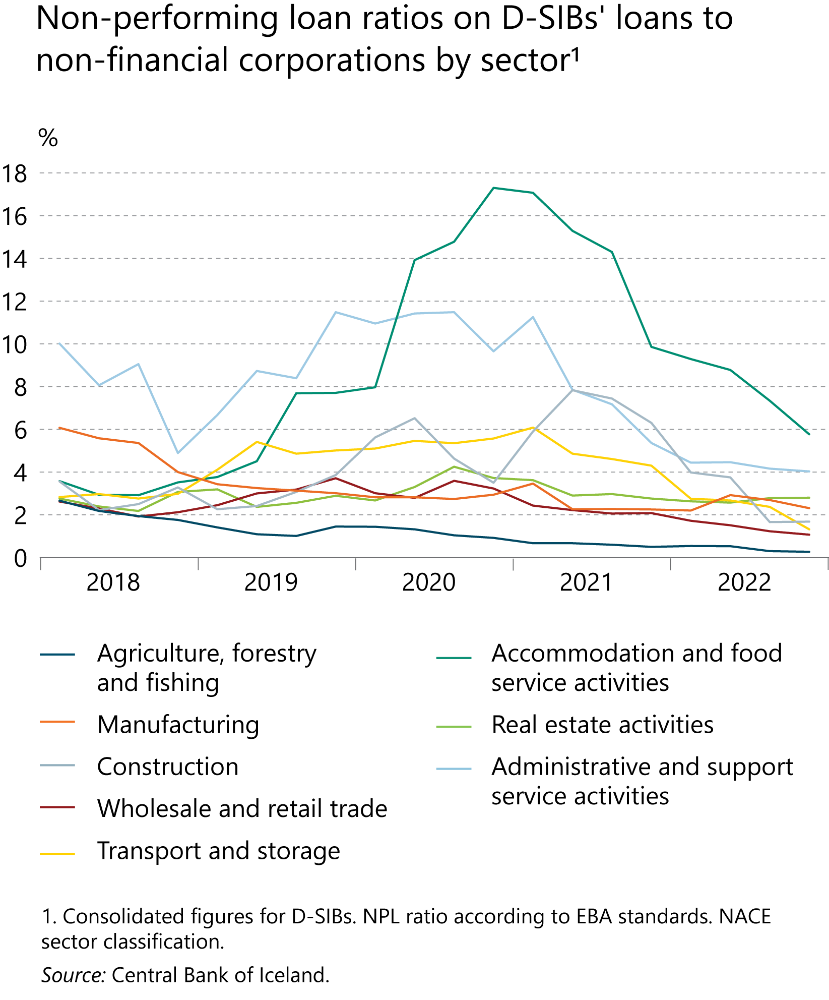 Non-performing loan ratios on D-SIBs' loans to
non-financial corporations by sector¹
%
18
16
14
12
10
8
6
4
2
0
2018
2019
2020
2021
2022
Agriculture, forestry
and fishing
Manufacturing
Construction
Wholesale and retail trade
Transport and storage
Accommodation and food
service activities
Real estate activities
Administrative and support
service activities
1. Consolidated figures for D-SIBs. NPL ratio according to EBA standards. NACE
sector classification.
Source: Central Bank of Iceland.